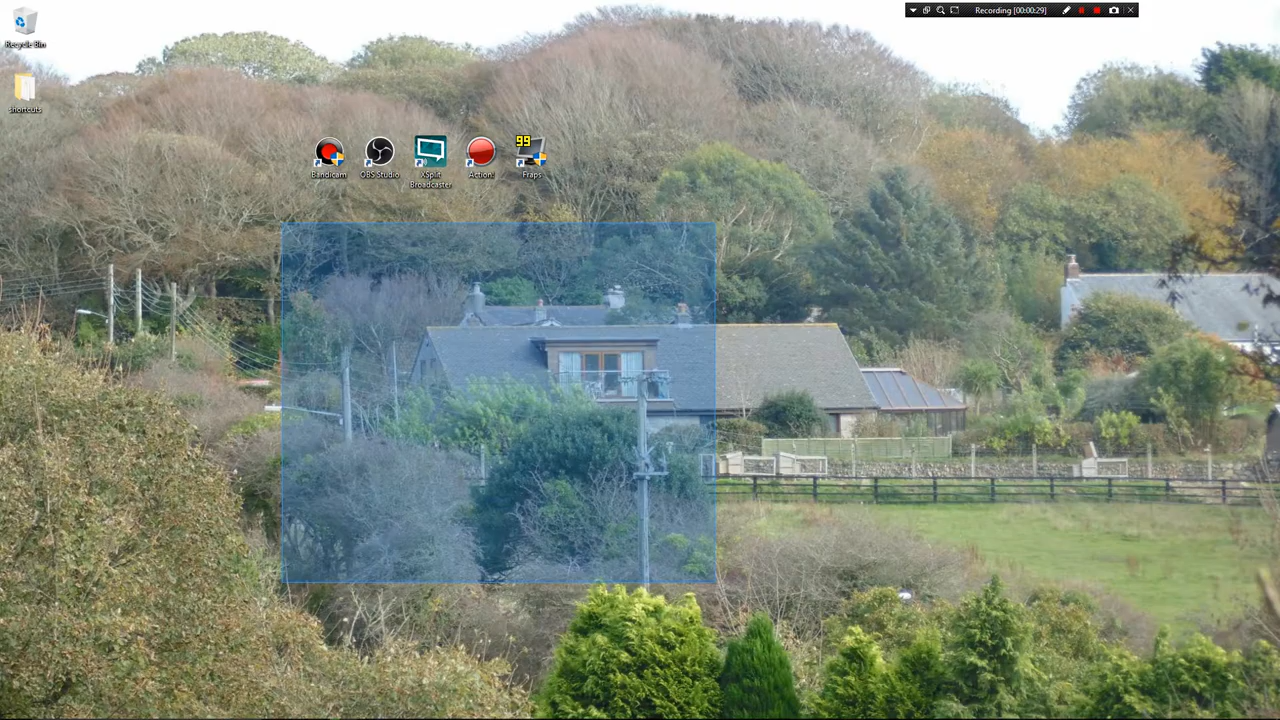 Recording [00:00:29]
Recycle Bin
shortcuts
99
Bandicam
OBS Studio
XSplit
Broadcaster
Action!
Fraps